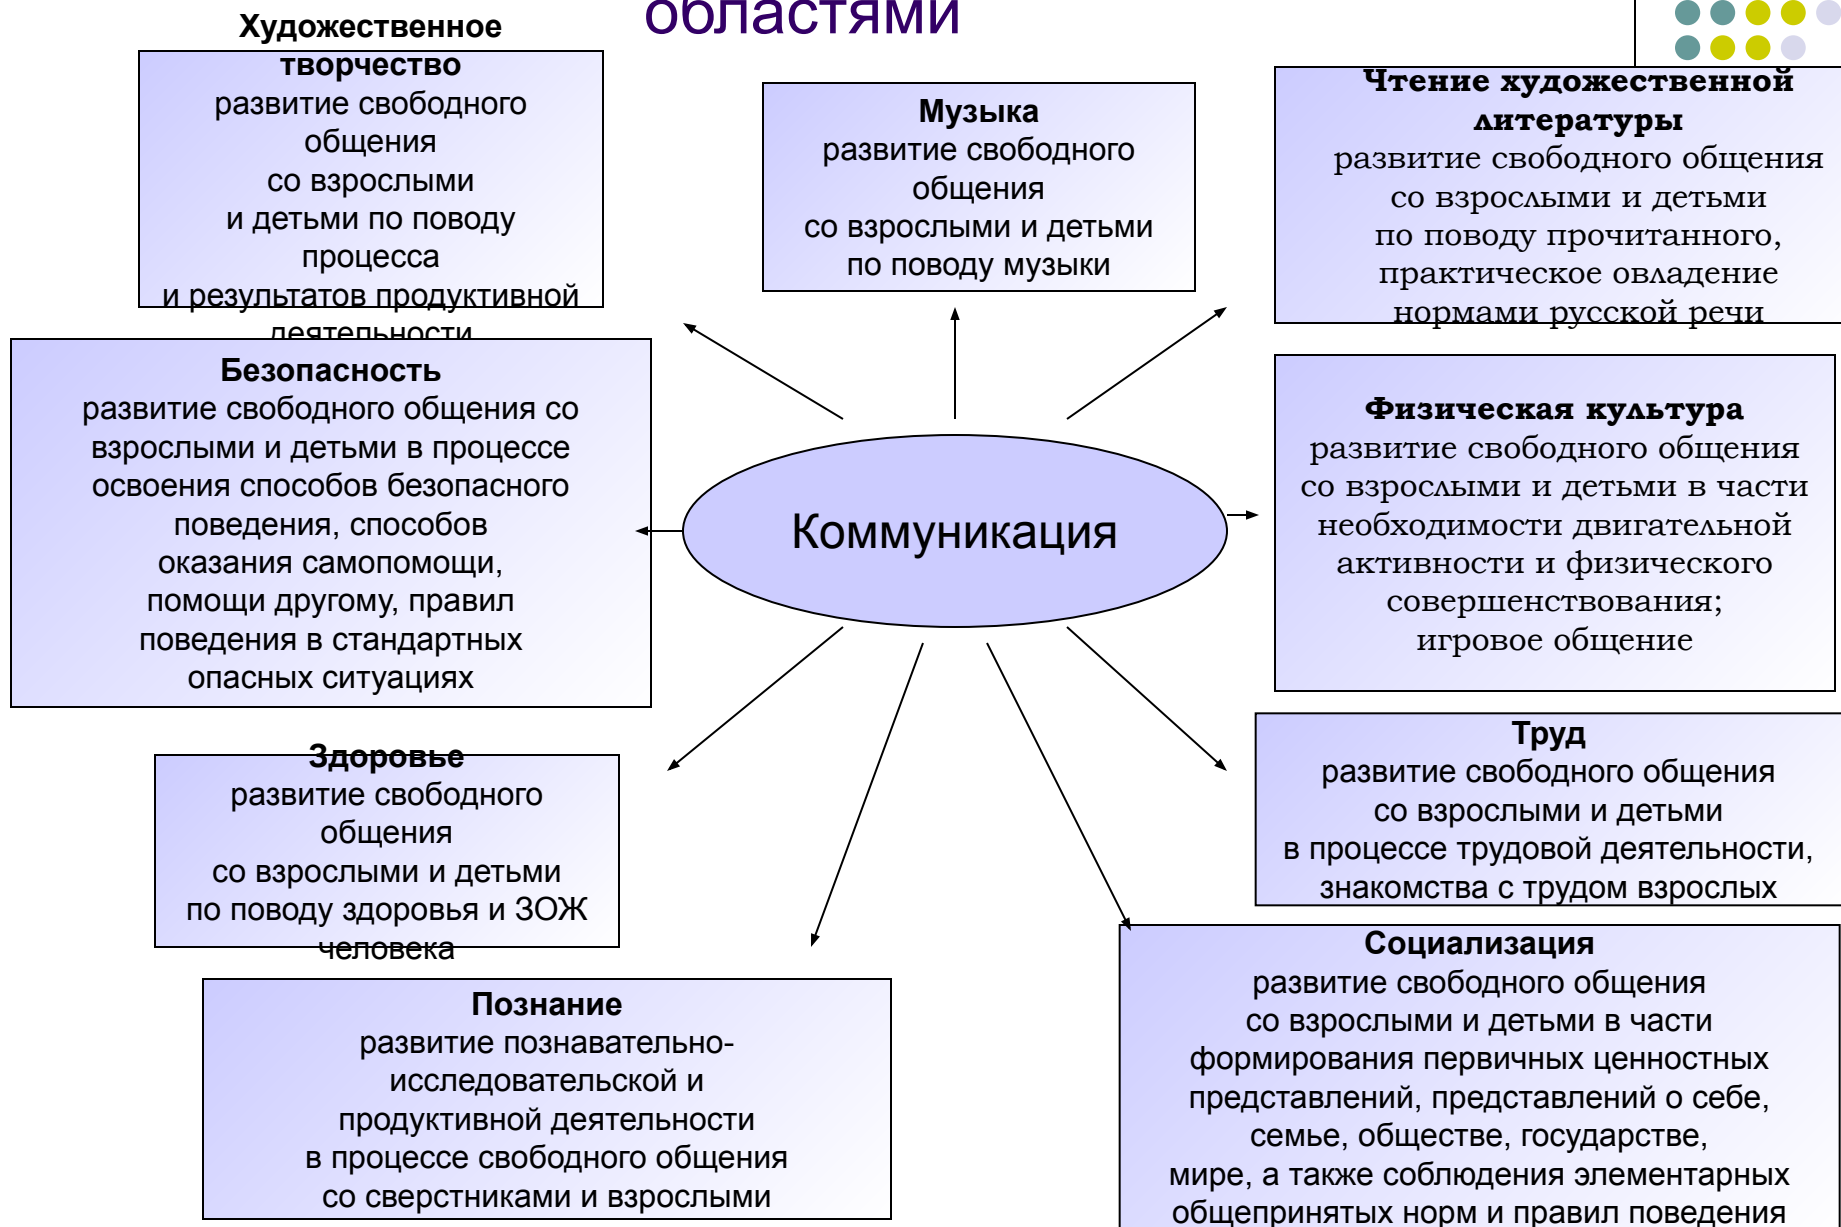 областями
Художественное
творчество
развитие свободного
общения
со взрослыми
и детьми по поводу
процесса
и результатов продуктивной
деятельности
Музыка
развитие свободного
общения
со взрослыми и детьми
по поводу музыки
Чтение художественной
литературы
развитие свободного общения
со взрослыми и детьми
по поводу прочитанного,
практическое овладение
нормами русской речи
Безопасность
развитие свободного общения со
взрослыми и детьми в процессе
освоения способов безопасного
поведения, способов
оказания самопомощи,
помощи другому, правил
поведения в стандартных
опасных ситуациях
Коммуникация
Физическая культура
развитие свободного общения
со взрослыми и детьми в части
необходимости двигательной
активности и физического
совершенствования;
игровое общение
Здоровье
развитие свободного
общения
со взрослыми и детьми
по поводу здоровья и ЗОЖ
человека
Труд
развитие свободного общения
со взрослыми и детьми
в процессе трудовой деятельности,
знакомства с трудом взрослых
Познание
развитие познавательно-
исследовательской и
продуктивной деятельности
в процессе свободного общения
со сверстниками и взрослыми
Социализация
развитие свободного общения
со взрослыми и детьми в части
формирования первичных ценностных
представлений, представлений о себе,
семье, обществе, государстве,
мире, а также соблюдения элементарных
общепринятых норм и правил поведения